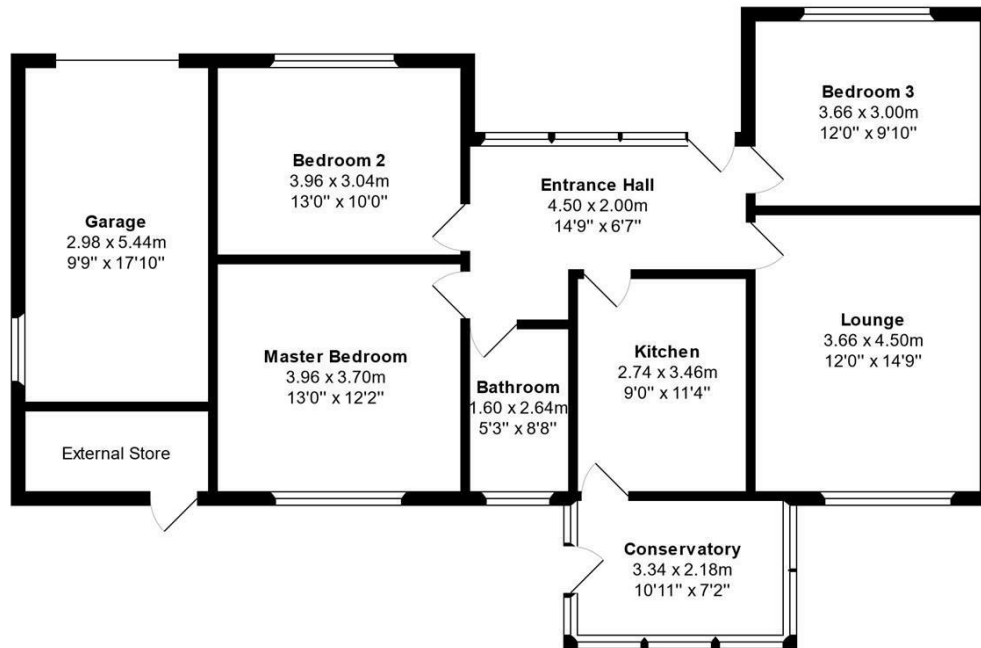 Bedroom 3
3.66 x 3.00m
12'0" x 9'10"
Bedroom 2
3.96 x 3.04m
13'0" x 10'0"
Entrance Hall
4.50 x 2.00m
14'9" x 6'7"
Garage
2.98 x 5.44m
9'9" x 17'10"
Lounge
3.66 x 4.50m
12'0" x 14'9"
Master Bedroom
3.96 x 3.70m
13'0" x 12'2"
Kitchen
2.74 x 3.46m
9'0" x 11'4"
Bathroom
1.60 x 2.64m
5'3" x 8'8"
External Store
Conservatory
3.34 x 2.18m
10'11" x 7'2"